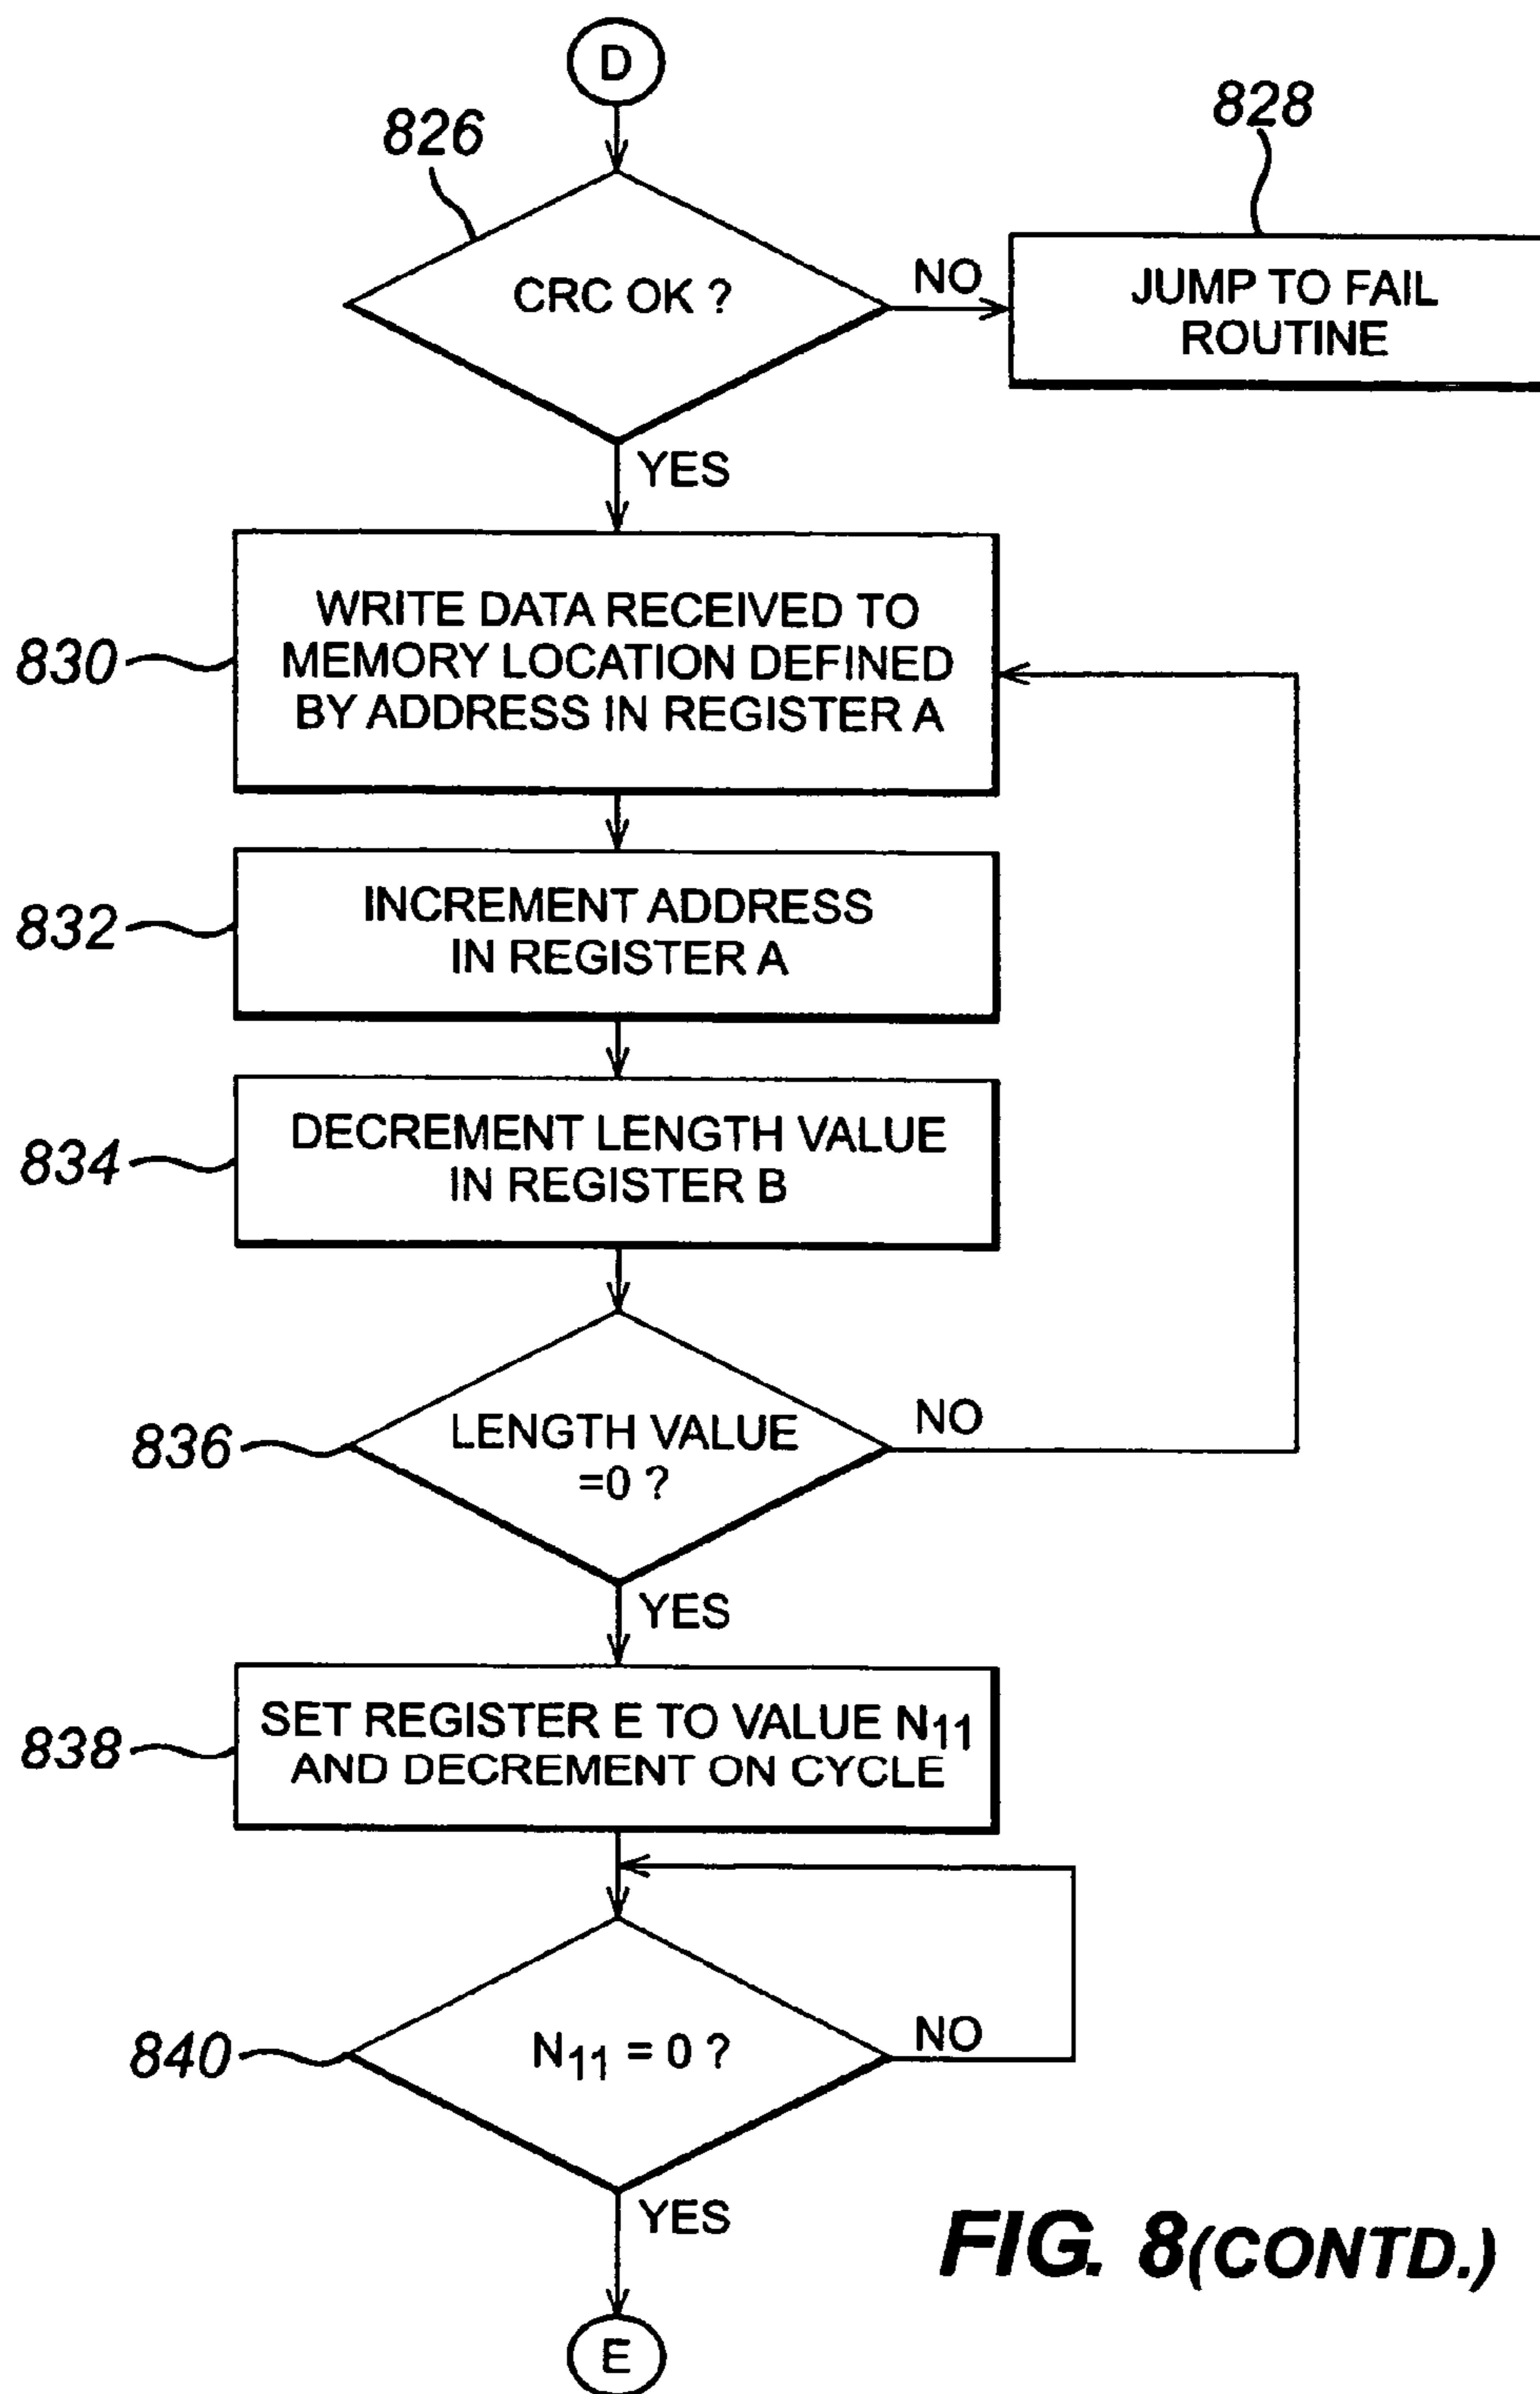 D
826
828
CRC OK ?
NO
JUMP TO FAIL
ROUTINE
YES
830
WRITE DATA RECEIVED TO
MEMORY LOCATION DEFINED
BY ADDRESS IN REGISTER A
832
INCREMENT ADDRESS
IN REGISTER A
834
DECREMENT LENGTH VALUE
IN REGISTER B
836
LENGTH VALUE
=0 ?
NO
YES
838
SET REGISTER E TO VALUE N11
AND DECREMENT ON CYCLE
840
N11 = 0 ?
NO
YES
FIG. 8(CONTD.)
E